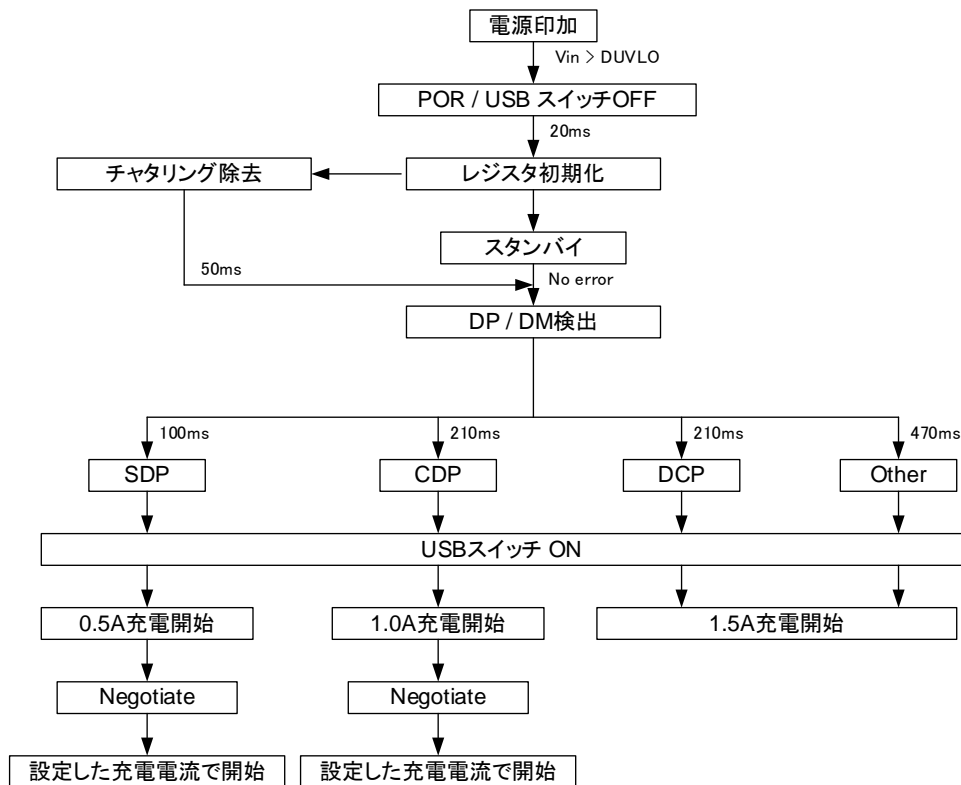 電源印加
Vin > DUVLO
POR / USB スイッチOFF
20ms
チャタリング除去
レジスタ初期化
スタンバイ
50ms
No error
DP / DM検出
100ms
210ms
210ms
470ms
SDP
CDP
DCP
Other
USBスイッチ ON
0.5A充電開始
1.0A充電開始
1.5A充電開始
Negotiate
Negotiate
設定した充電電流で開始
設定した充電電流で開始